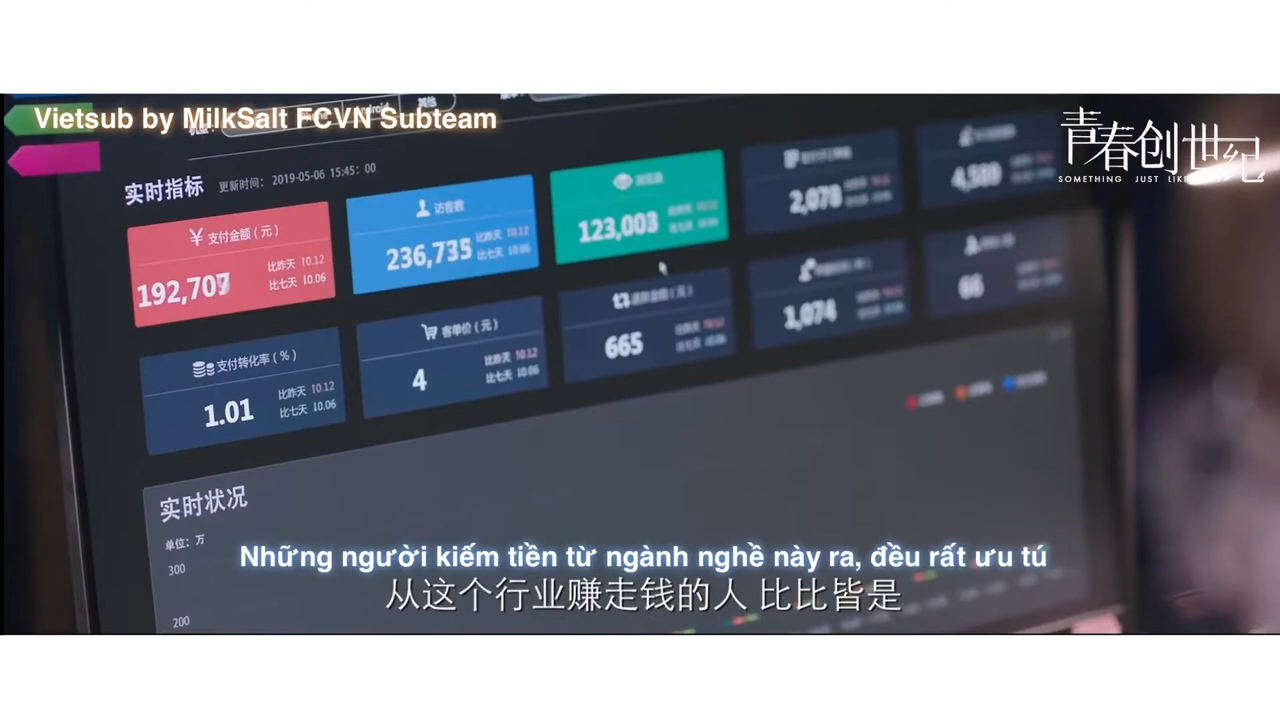 Vietsub by MilkSalt FCVN Subteam
青春创世纪
SOMETHING JUST LIKE
实时指标
更新时间： 2019-05-06 15:45：00
¥ 支付金额 ( 元 )
192,707
比昨天 10.12
比七天 10.06
访客数
236,735
比昨天 10.12
比七天 10.06
123,003
2,078
4,589
支付转化率 ( % )
1.01
比昨天 10.12
比七天 10.06
客单价 ( 元 )
4
比昨天 10.12
比七天 10.06
665
1,074
66
实时状况
单位：万
300
200
Những người kiếm tiền từ ngành nghề này ra, đều rất ưu tú
从这个行业赚走钱的人 比比皆是